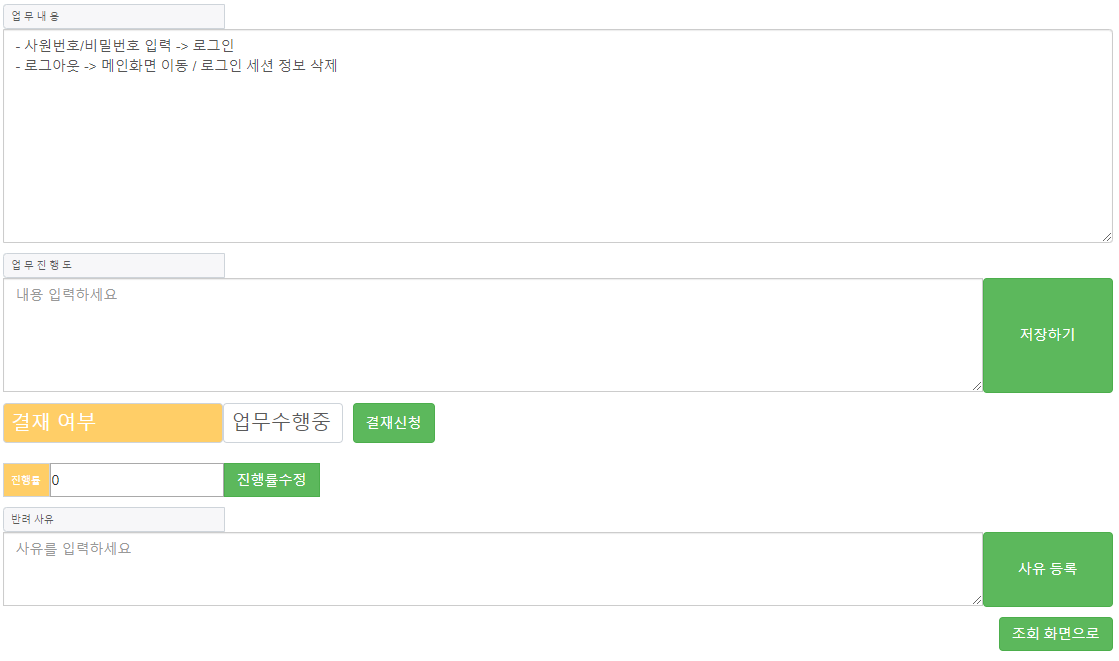 업 무 내 용
- 사원번호/비밀번호 입력 -> 로그인
- 로그아웃 -> 메인화면 이동 / 로그인 세션 정보 삭제
업 무 진 행 도
내용 입력하세요
저장하기
결재 여부 업무수행중 결재신청
진행률 0 진행률수정
반려 사유
사유를 입력하세요
사유 등록
조회 화면으로